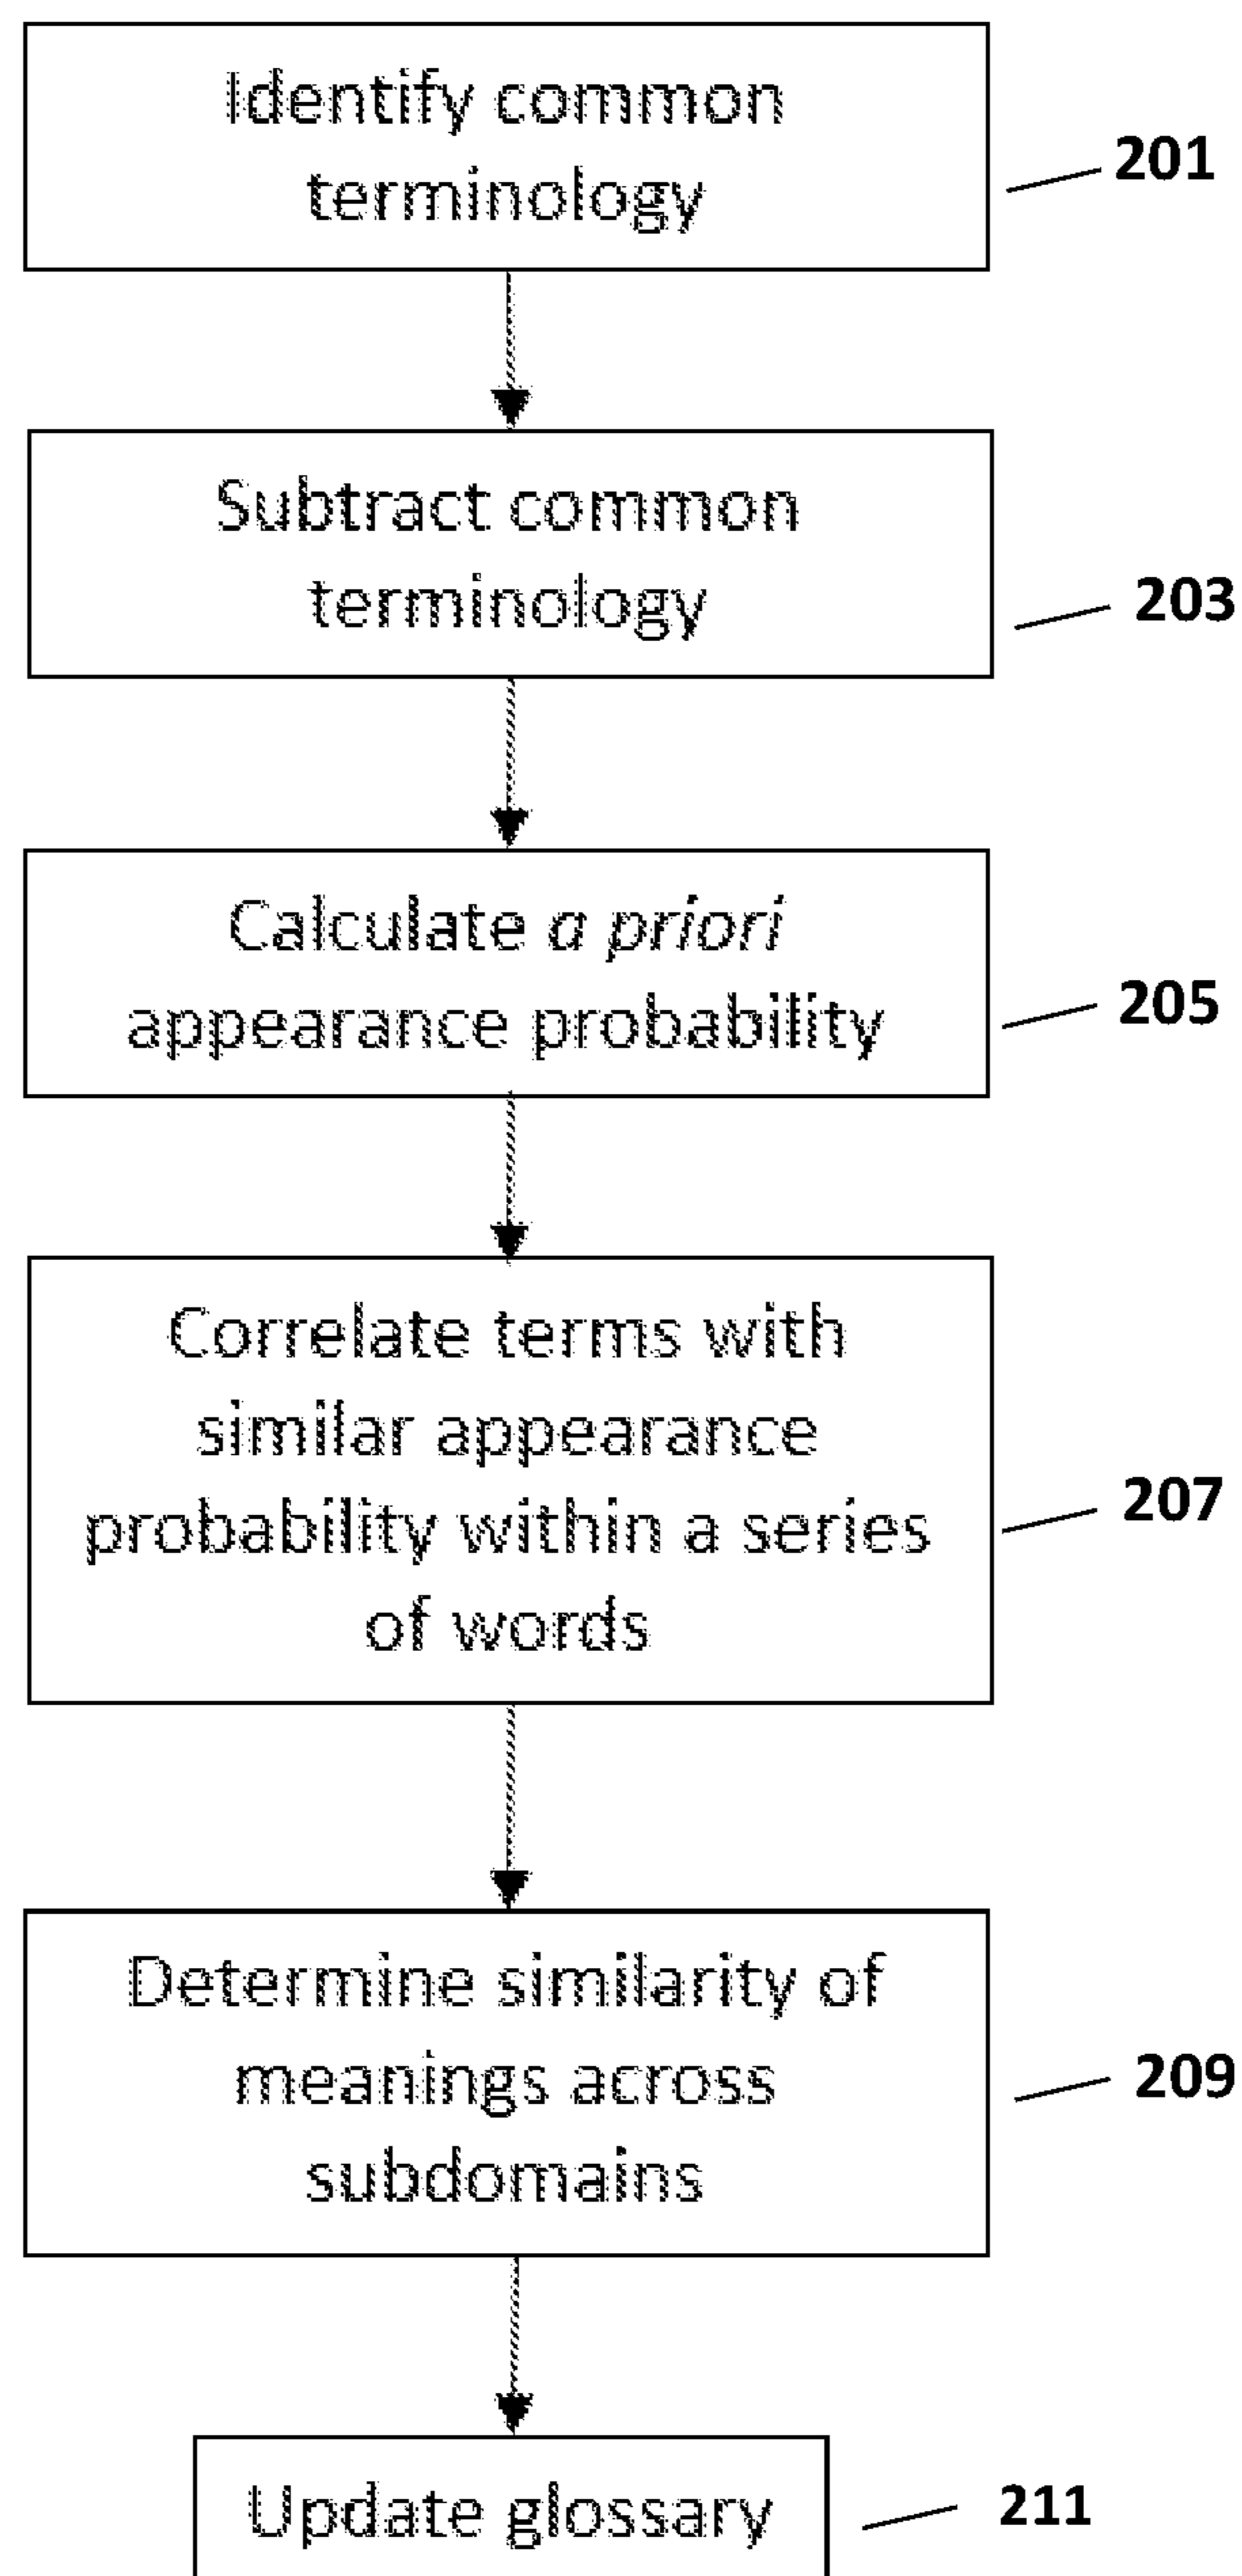 Identify common
terminology
201
Subtract common
terminology
203
Calculate a priori
appearance probability
205
Correlate terms with
similar appearance
probability within a series
of words
207
Determine similarity of
meanings across
subdomains
209
Update glossary
211